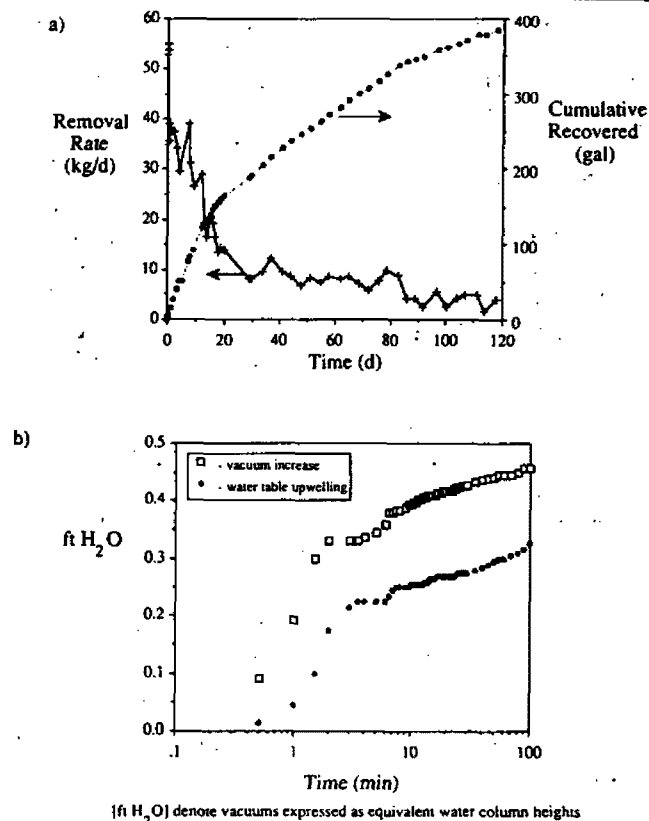 a)
60
50
40
30
20
10
0
Removal
Rate
(kg/d)
400
300
200
100
0
Cumulative
Recovered
(gal)
0 20 40 60 80 100 120
Time (d)
b)
0.5
0.4
0.3
0.2
0.1
0.0
ft H2O
- vacuum increase
- water table upwelling
.1 1 10 100
Time (min)
[ft H2O] denote vacuums expressed as equivalent water column heights